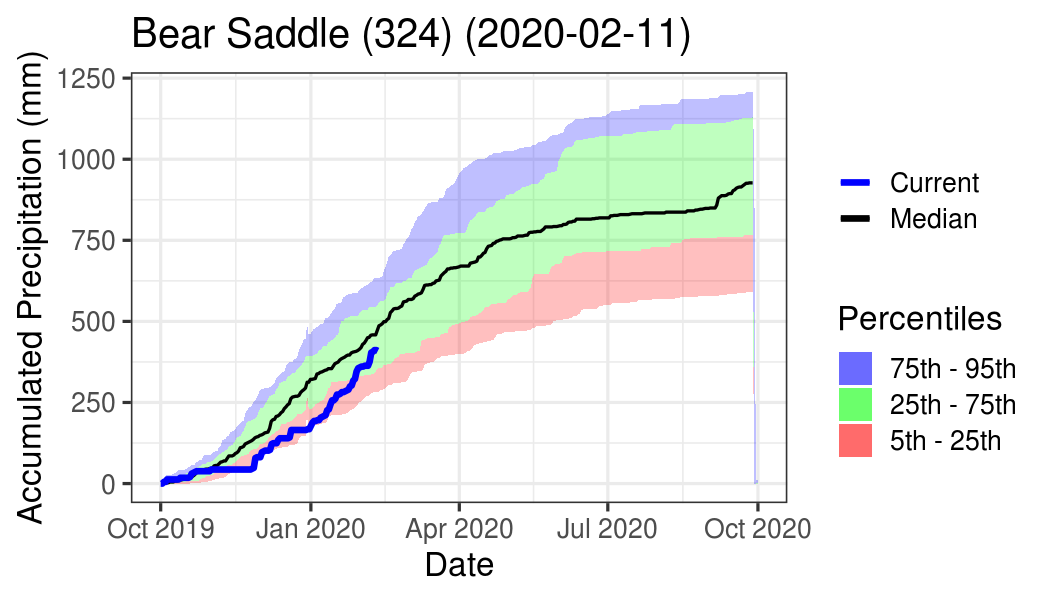 Bear Saddle (324) (2020-02-11)
Accumulated Precipitation (mm)
1250
1000
750
500
250
0
Oct 2019
Jan 2020
Apr 2020
Jul 2020
Oct 2020
Date
Current
Median
Percentiles
75th - 95th
25th - 75th
5th - 25th